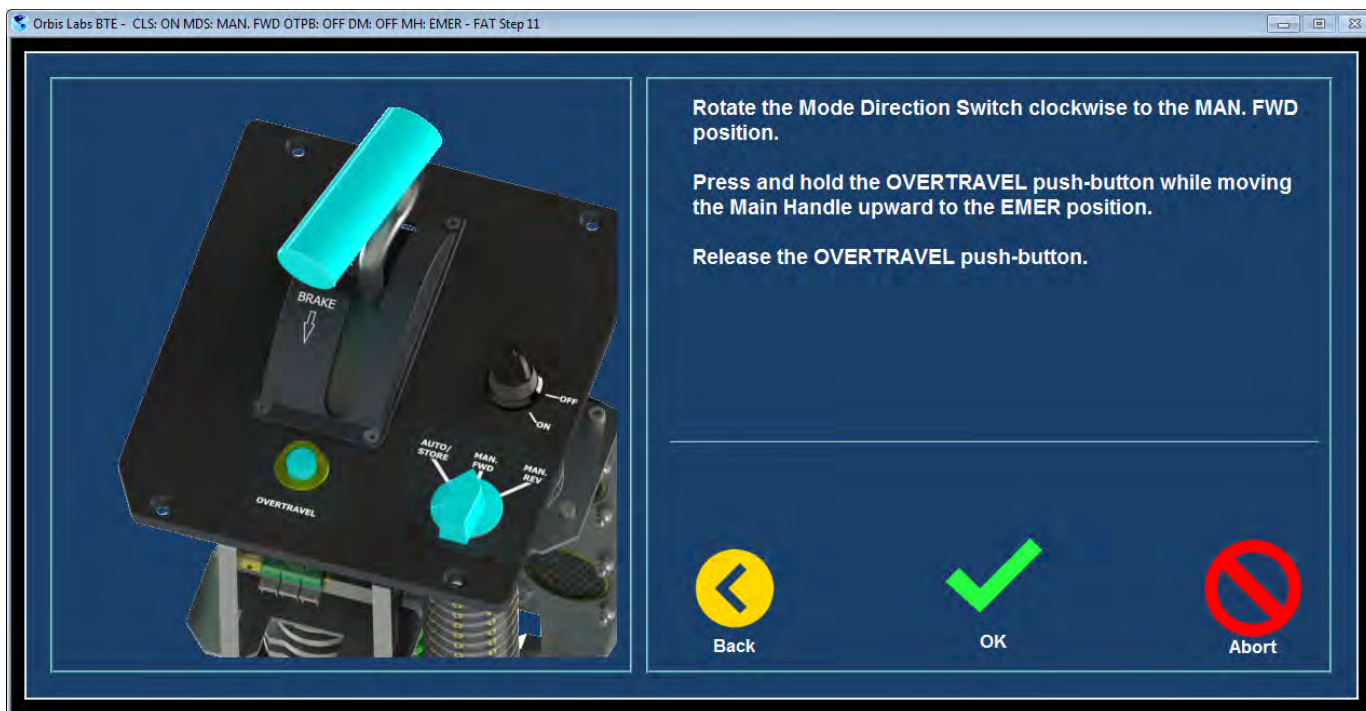 Orbis Labs BTE - CLS: ON MDS: MAN. FWD OTPB: OFF DM: OFF MH: EMER - FAT Step 11
Rotate the Mode Direction Switch clockwise to the MAN. FWD
position.
Press and hold the OVERTRAVEL push-button while moving
the Main Handle upward to the EMER position.
Release the OVERTRAVEL push-button.
BRAKE
OFF
ON
AUTO/
STORE
MAN.
FWD
MAN.
REV
OVERTRAVEL
Back
OK
Abort